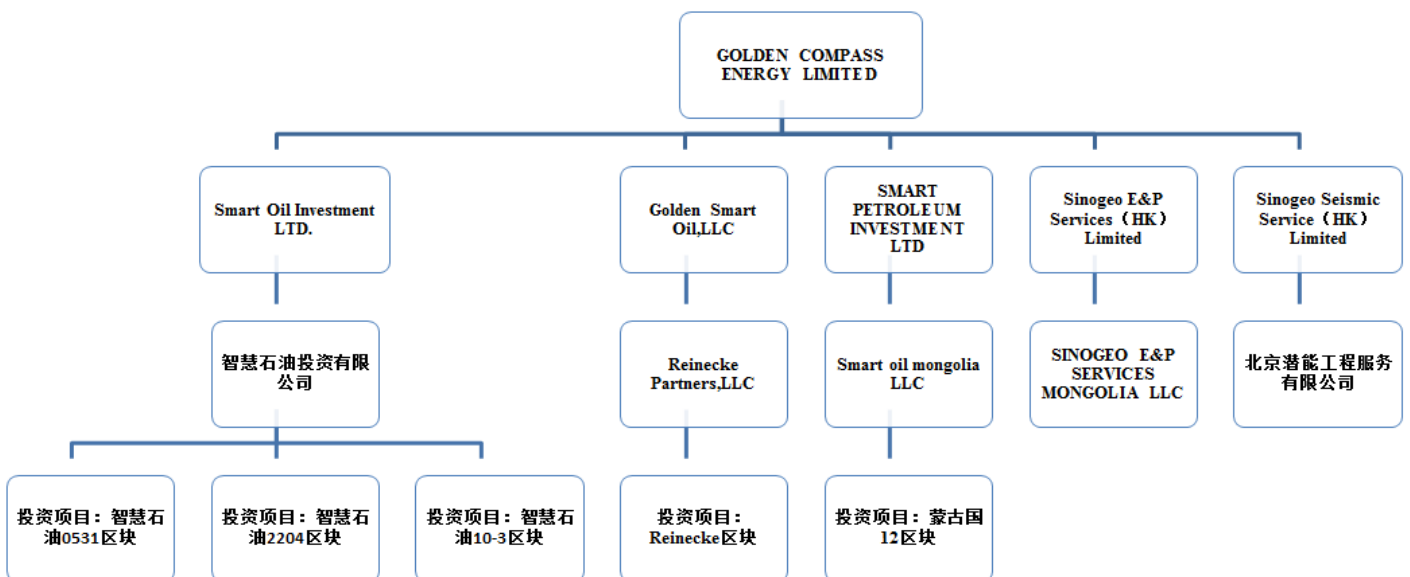 GOLDEN COMPASS
ENERGY LIMITED
Smart Oil Investment
LTD.
Golden Smart
Oil,LLC
SMART
PETROLEUM
INVESTMENT
LTD
Sinogeo E&P
Services（HK）
Limited
Sinogeo Seismic
Service（HK）
Limited
智慧石油投资有限
公司
Reinecke
Partners,LLC
Smart oil mongolia
LLC
SINOGEO E&P
SERVICES
MONGOLIA LLC
北京潜能工程服务
有限公司
投资项目：智慧石
油0531区块
投资项目：智慧石
油2204区块
投资项目：智慧石
油10-3区块
投资项目：
Reinecke区块
投资项目：蒙古国
12区块